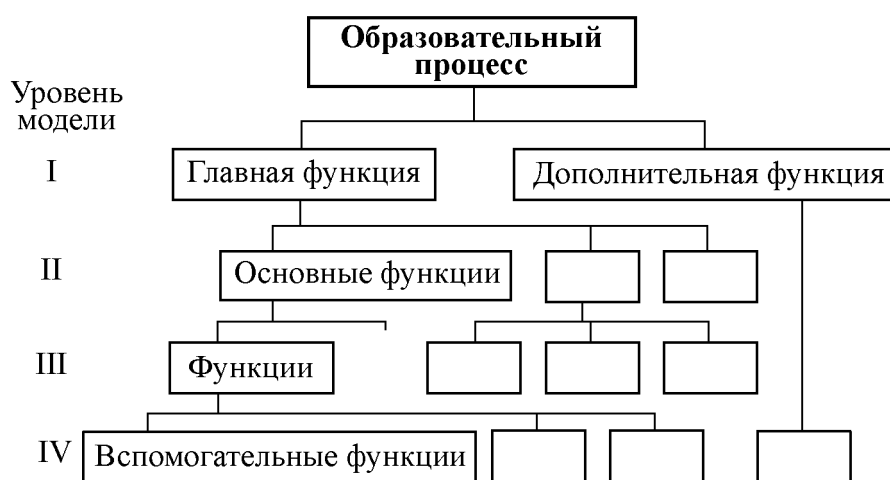 Образовательный
процесс
Уровень
модели
I
Главная функция
Дополнительная функция
II
Основные функции
III
Функции
IV
Вспомогательные функции